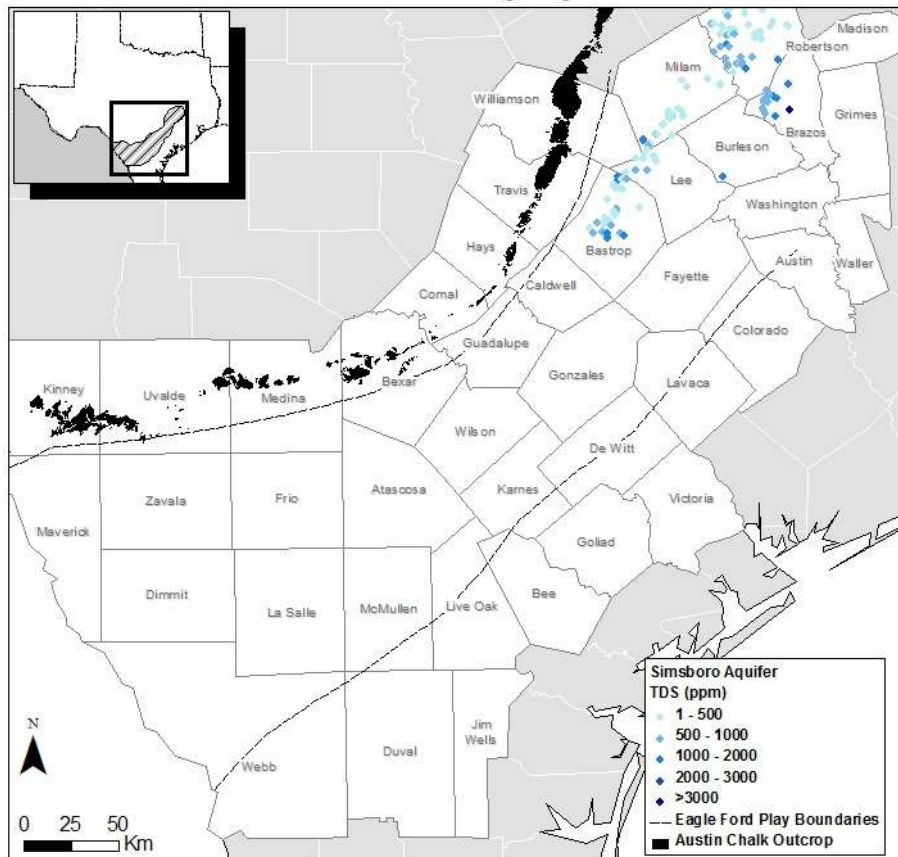 Madison
Robertson
Milam
Williamson
Grimes
Brazos
Burleson
Lee
Travis
Washington
Hays
Bastrop
Austin
Waller
Fayette
Comal
Caldwell
Colorado
Guadalupe
Gonzales
Lavaca
Kinney
Uvalde
Medina
Bexar
Wilson
De Witt
Atascosa
Karnes
Zavala
Frio
Victoria
Maverick
Goliad
Dimmit
La Salle
McMullen
Live Oak
Bee
Jim
Wells
Duval
Webb
N
0 25 50
Km
Simsboro Aquifer
TDS (ppm)
1 - 500
500 - 1000
1000 - 2000
2000 - 3000
>3000
Eagle Ford Play Boundaries
Austin Chalk Outcrop